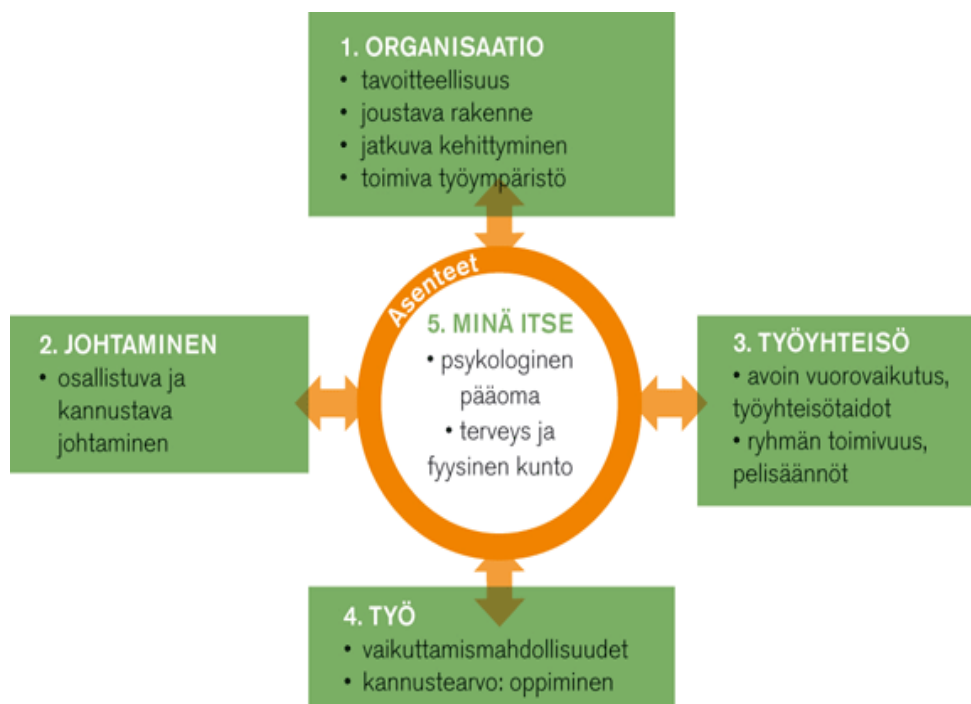 1. ORGANISAATIO
• tavoitteellisuus
• joustava rakenne
• jatkuva kehittyminen
• toimiva työympäristö
Asenteet
2. JOHTAMINEN
• osallistuva ja
kannustava
johtaminen
5. MINÄ ITSE
• psykologinen
pääoma
• terveys ja
fyysinen kunto
3. TYÖYHTEISÖ
• avoin vuorovaikutus,
työyhteisötaidot
• ryhmän toimivuus,
pelisäännöt
4. TYÖ
• vaikuttamismahdollisuudet
• kannustearvo: oppiminen